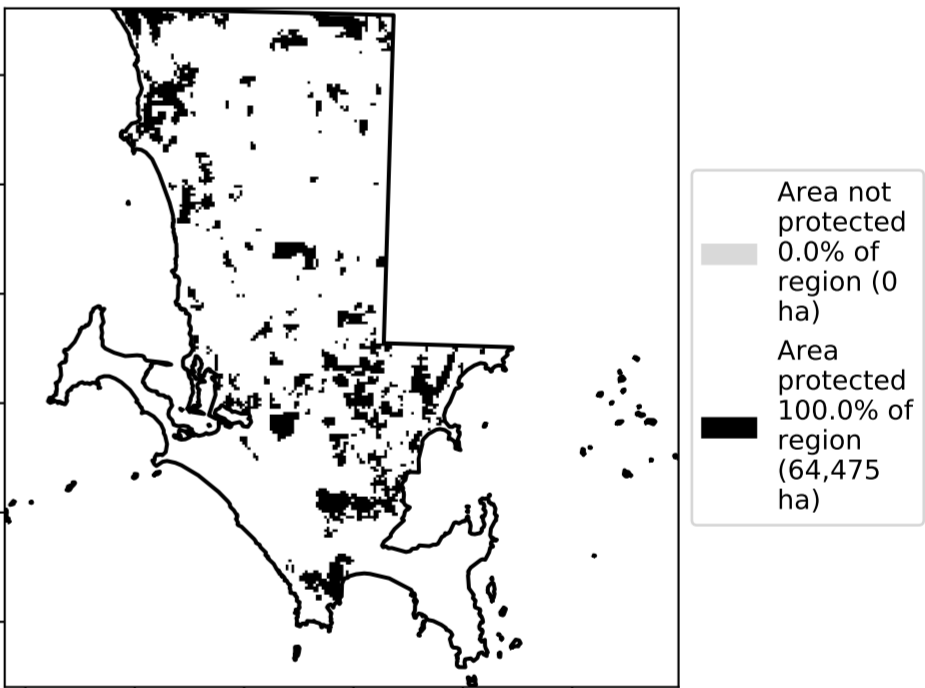 Area not
protected
0.0% of
region (0
ha)
Area
protected
100.0% of
region
(64,475
ha)